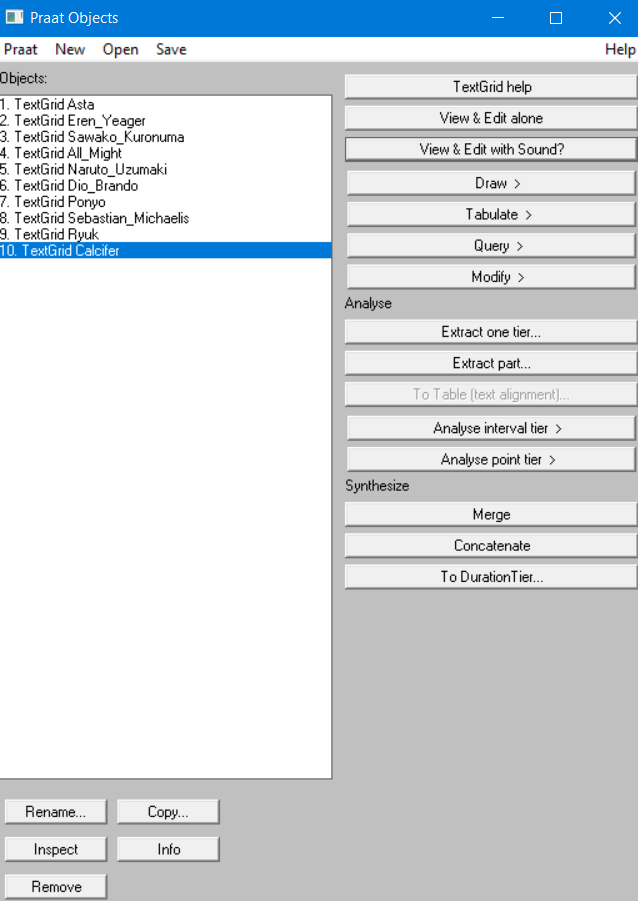 Praat Objects
Praat New Open Save Help
Objects:
1. TextGrid Asta
2. TextGrid Eren_Yeager
3. TextGrid Sawako_Kuronuma
4. TextGrid All_Might
5. TextGrid Naruto_Uzumaki
6. TextGrid Dio_Brando
7. TextGrid Ponyo
8. TextGrid Sebastian_Michaelis
9. TextGrid Ryuk
10. TextGrid Calcifer
TextGrid help
View & Edit alone
View & Edit with Sound?
Draw >
Tabulate >
Query >
Modify >
Analyse
Extract one tier...
Extract part...
To Table (text alignment)...
Analyse interval tier >
Analyse point tier >
Synthesize
Merge
Concatenate
To DurationTier...
Rename... Copy...
Inspect Info
Remove